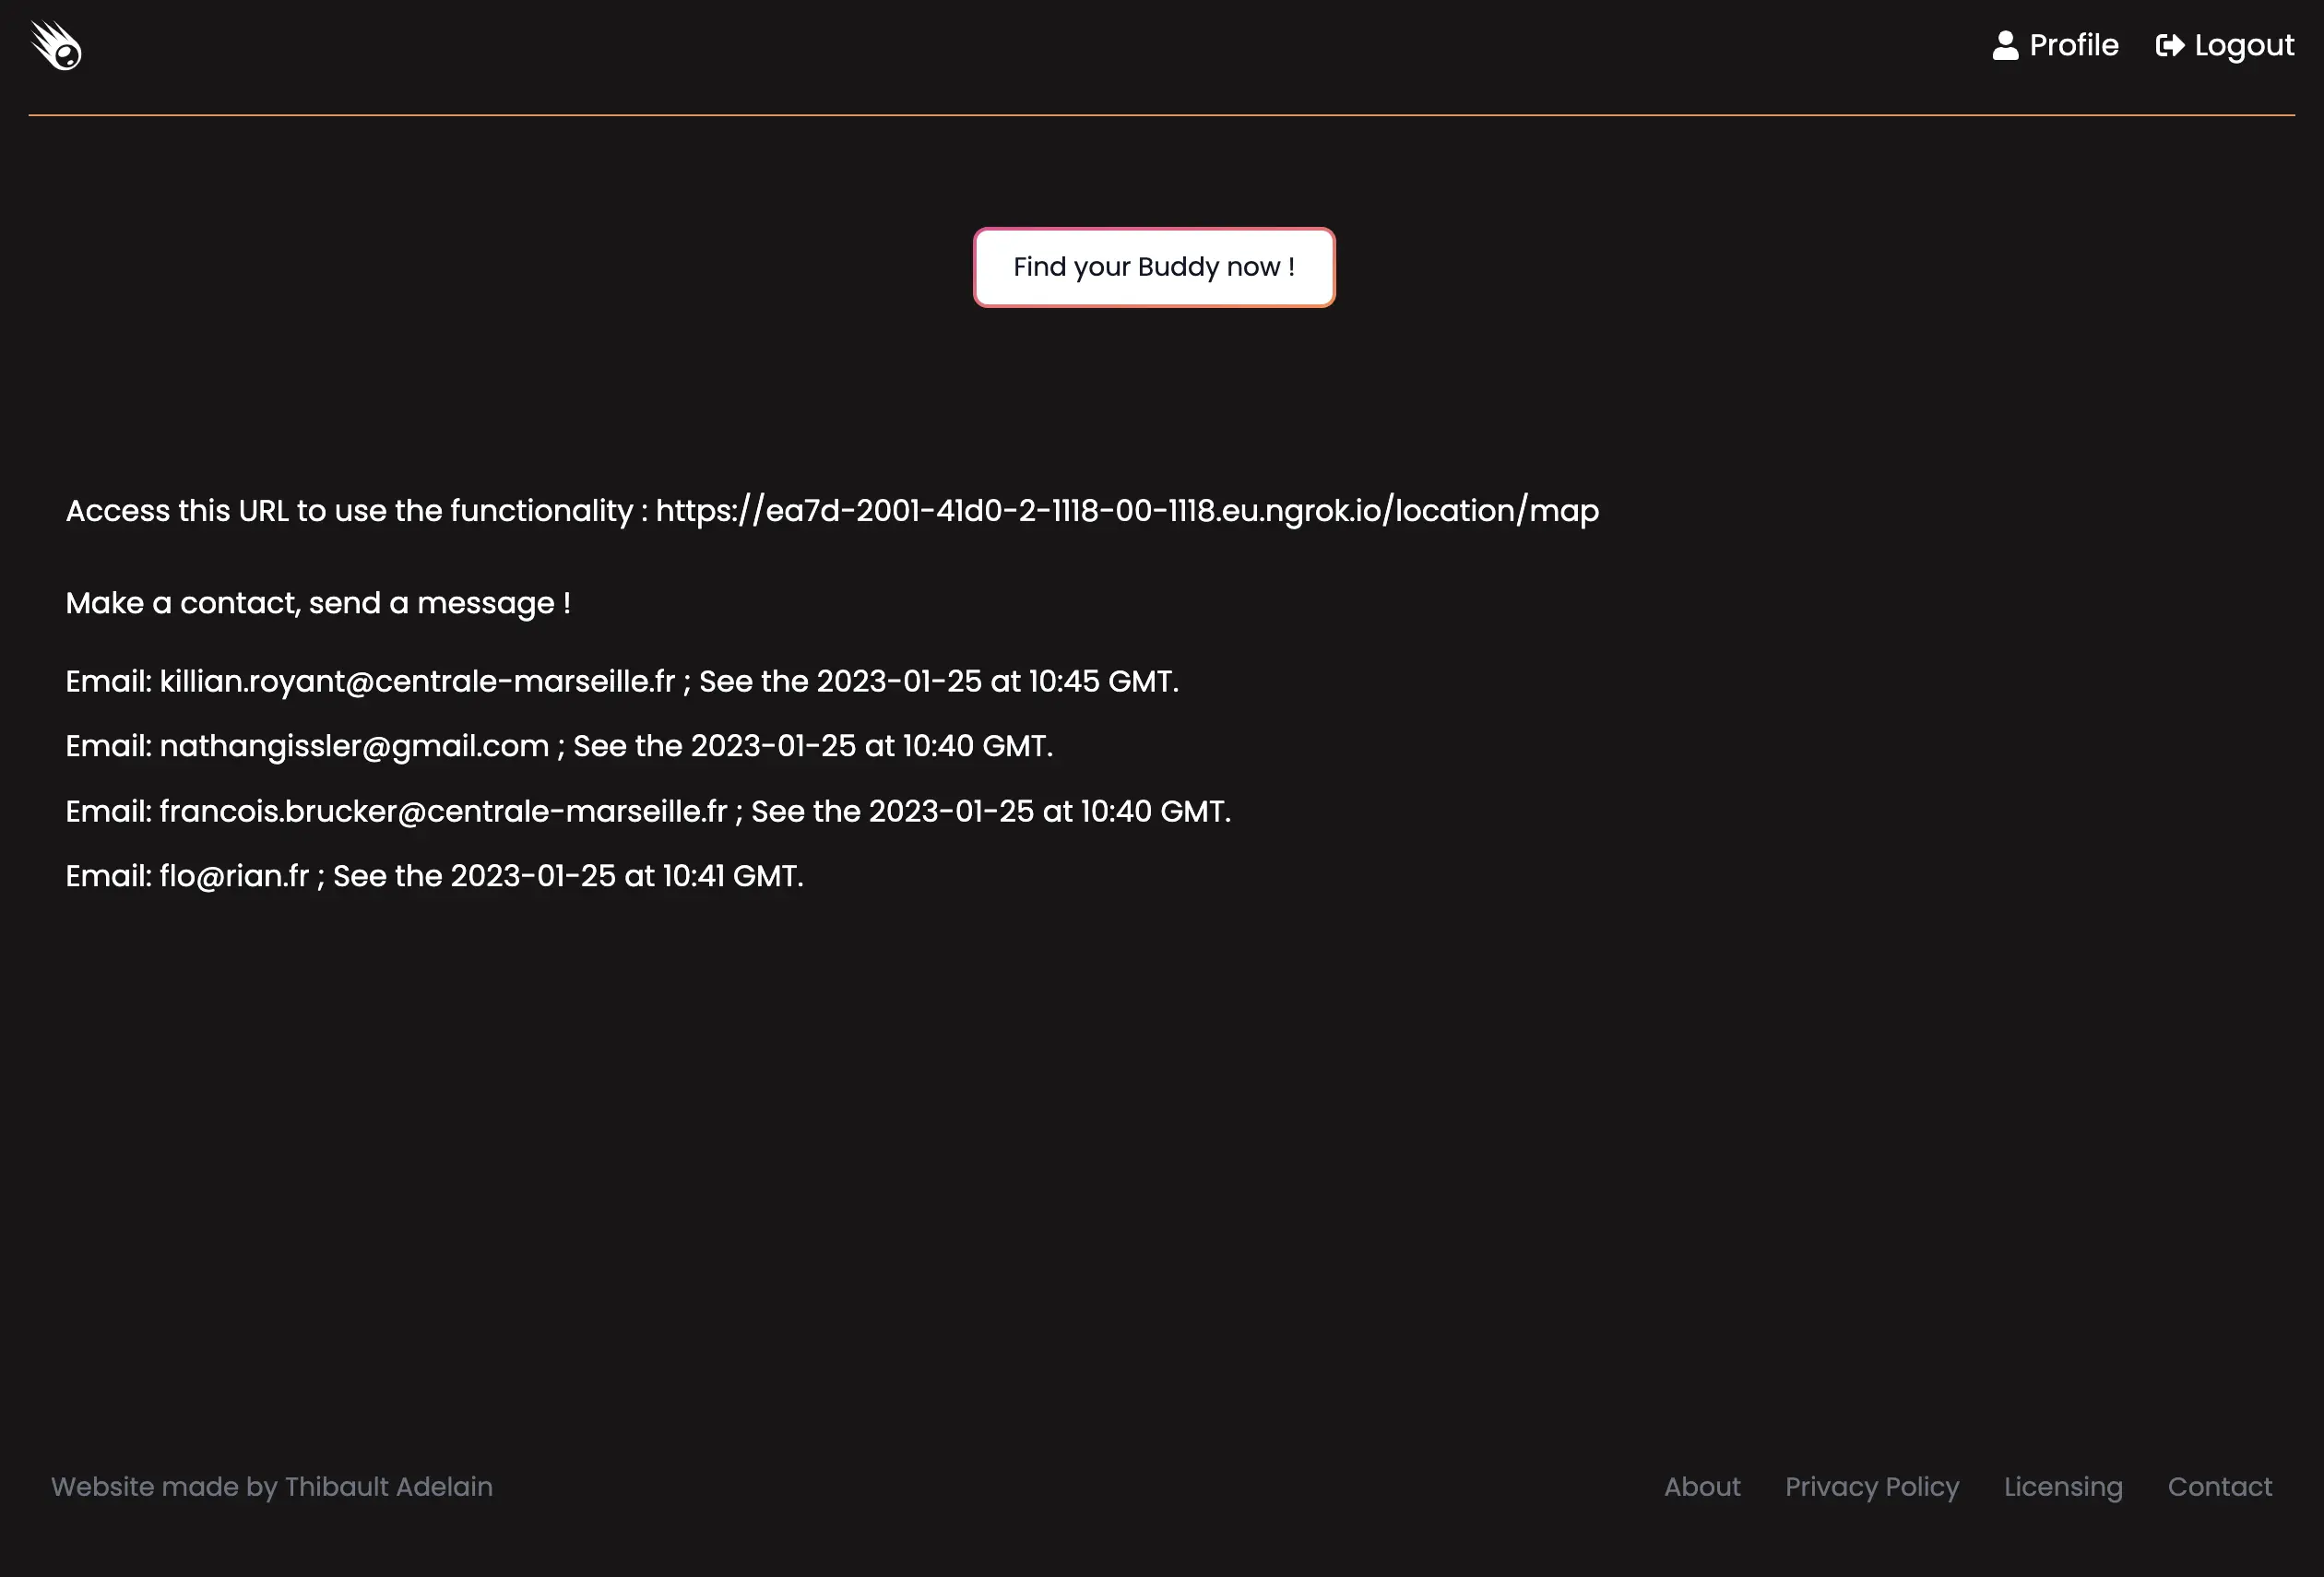 Profile Logout
Find your Buddy now !
Access this URL to use the functionality : https://ea7d-2001-41d0-2-1118-00-1118.eu.ngrok.io/location/map
Make a contact, send a message !
Email: killian.royant@centrale-marseille.fr ; See the 2023-01-25 at 10:45 GMT.
Email: nathangissler@gmail.com ; See the 2023-01-25 at 10:40 GMT.
Email: francois.brucker@centrale-marseille.fr ; See the 2023-01-25 at 10:40 GMT.
Email: flo@rian.fr ; See the 2023-01-25 at 10:41 GMT.
Website made by Thibault Adelain About Privacy Policy Licensing Contact